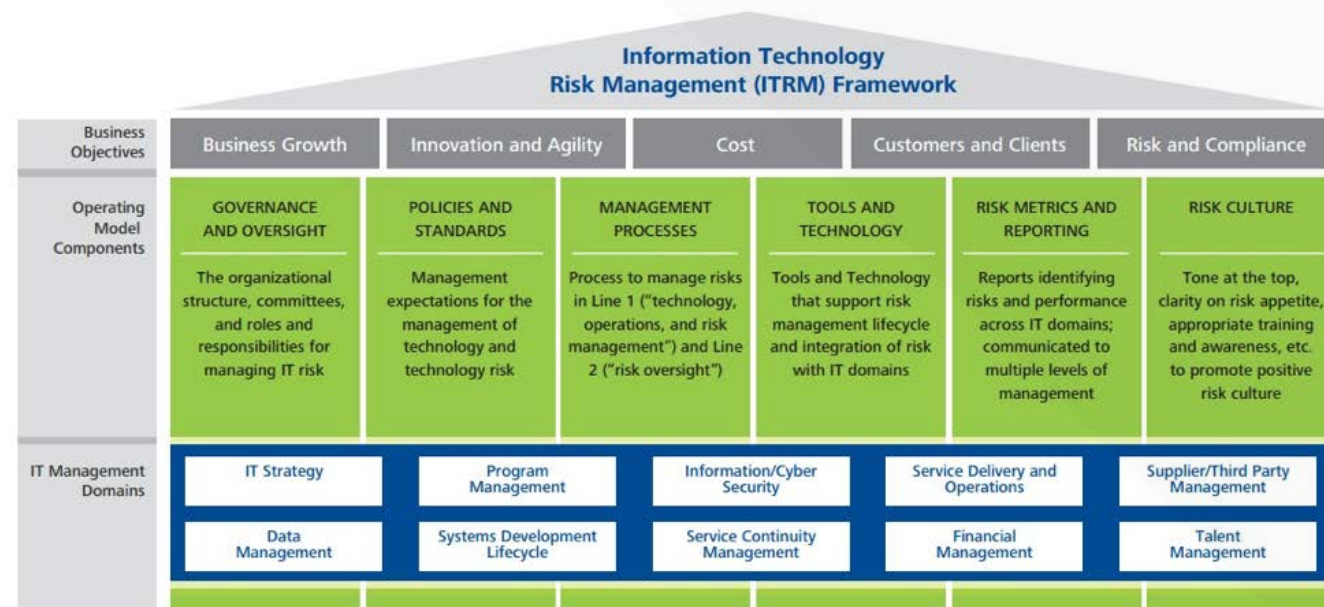 Information Technology
Risk Management (ITRM) Framework
Business
Objectives
Business Growth
Innovation and Agility
Cost
Customers and Clients
Risk and Compliance
Operating
Model
Components
GOVERNANCE
AND OVERSIGHT
The organizational
structure, committees,
and roles and
responsibilities for
managing IT risk
POLICIES AND
STANDARDS
Management
expectations for the
management of
technology and
technology risk
MANAGEMENT
PROCESSES
Process to manage risks
in Line 1 (“technology,
operations, and risk
management”) and Line
2 (“risk oversight”)
TOOLS AND
TECHNOLOGY
Tools and Technology
that support risk
management lifecycle
and integration of risk
with IT domains
RISK METRICS AND
REPORTING
Reports identifying
risks and performance
across IT domains;
communicated to
multiple levels of
management
RISK CULTURE
Tone at the top,
clarity on risk appetite,
appropriate training
and awareness, etc.
to promote positive
risk culture
IT Management
Domains
IT Strategy
Program
Management
Information/Cyber
Security
Service Delivery and
Operations
Supplier/Third Party
Management
Data
Management
Systems Development
Lifecycle
Service Continuity
Management
Financial
Management
Talent
Management